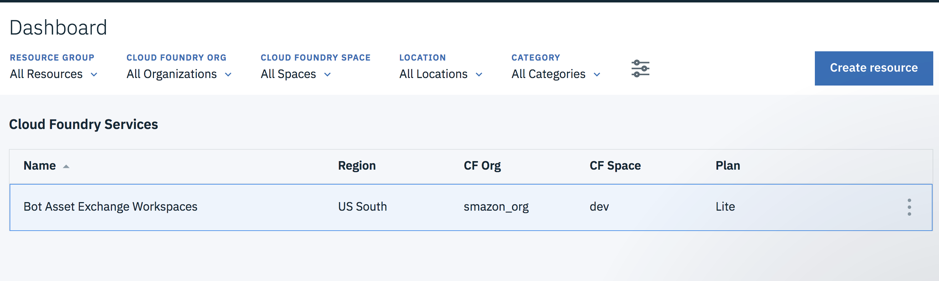 Dashboard
RESOURCE GROUP CLOUD FOUNDRY ORG CLOUD FOUNDRY SPACE LOCATION CATEGORY
All Resources All Organizations All Spaces All Locations All Categories
Create resource
Cloud Foundry Services
Name Region CF Org CF Space Plan
Bot Asset Exchange Workspaces US South smazon_org dev Lite